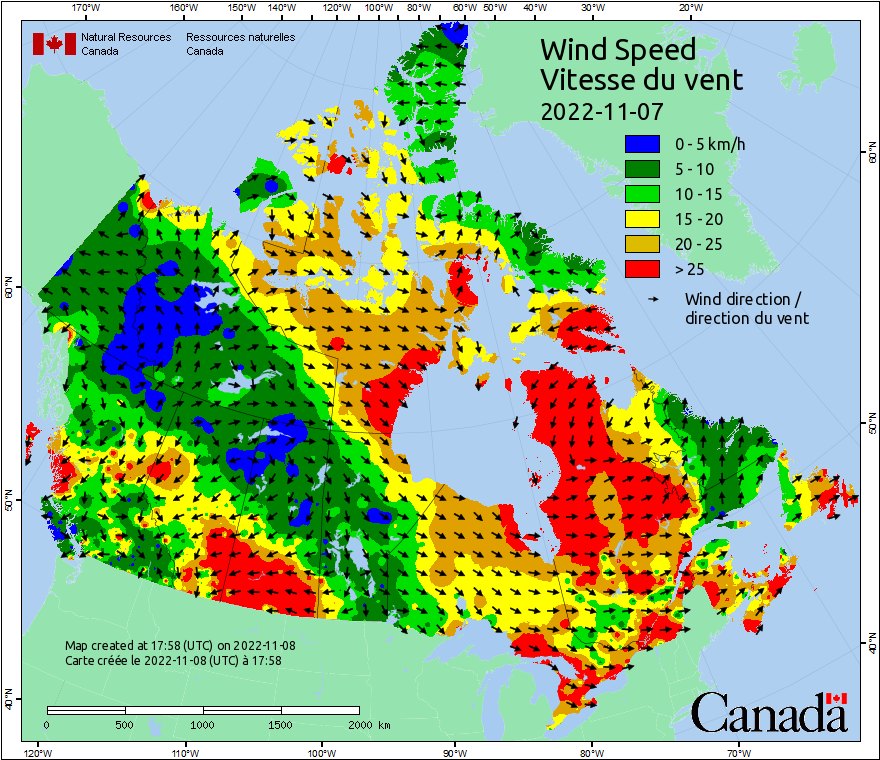 170°W 160°W 150°W 140°W 120°W 100°W 80°W 60°W 50°W 40°W 30°W 20°W
Natural Resources Ressources naturelles
Canada Canada
Wind Speed
Vitesse du vent
2022-11-07
0 - 5 km/h
5 - 10
10 - 15
15 - 20
20 - 25
> 25
Wind direction /
direction du vent
60°N
60°N
50°N
50°N
40°N
40°N
Map created at 17:58 (UTC) on 2022-11-08
Carte créée le 2022-11-08 (UTC) à 17:58
0 500 1000 1500 2000 km
Canada
120°W 110°W 100°W 90°W 80°W 70°W